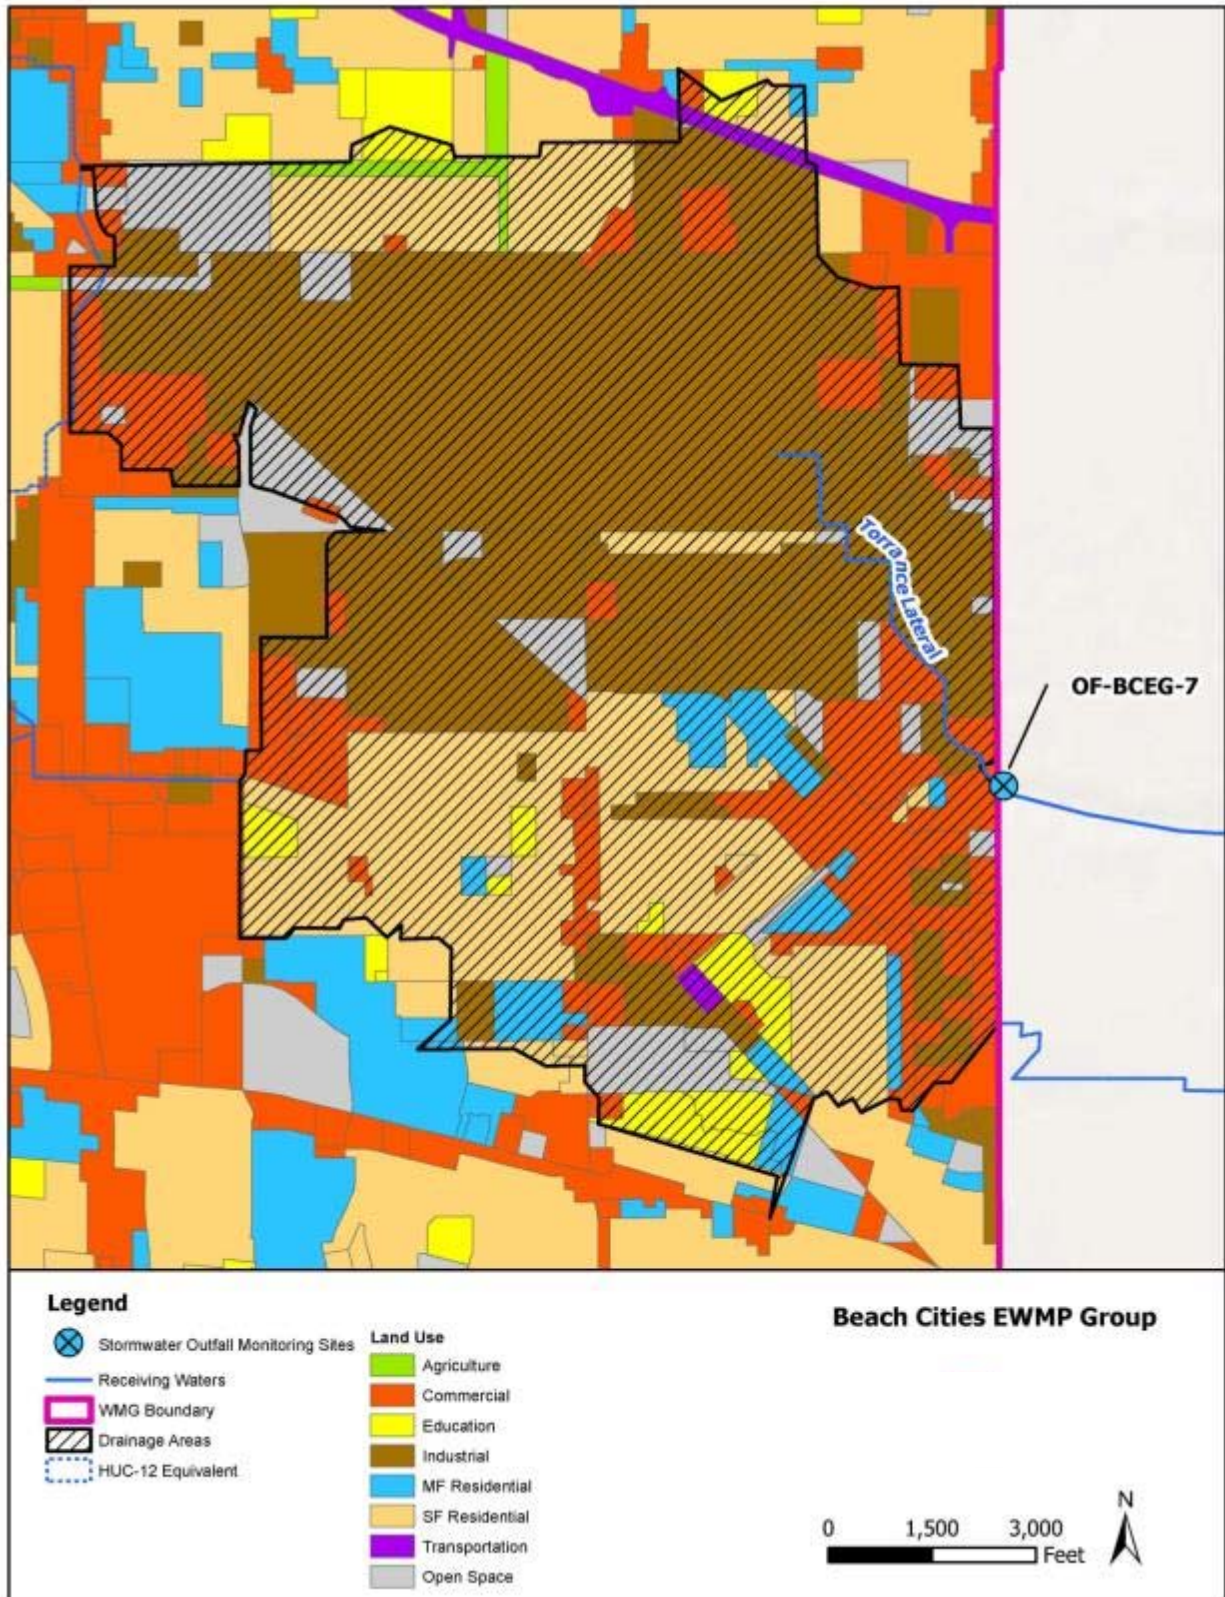 Torrance Lateral
OF-BCEG-7
Legend
Stormwater Outfall Monitoring Sites
Receiving Waters
WMG Boundary
Drainage Areas
HUC-12 Equivalent
Land Use
Agriculture
Commercial
Education
Industrial
MF Residential
SF Residential
Transportation
Open Space
Beach Cities EWMP Group
0 1,500 3,000
Feet
N